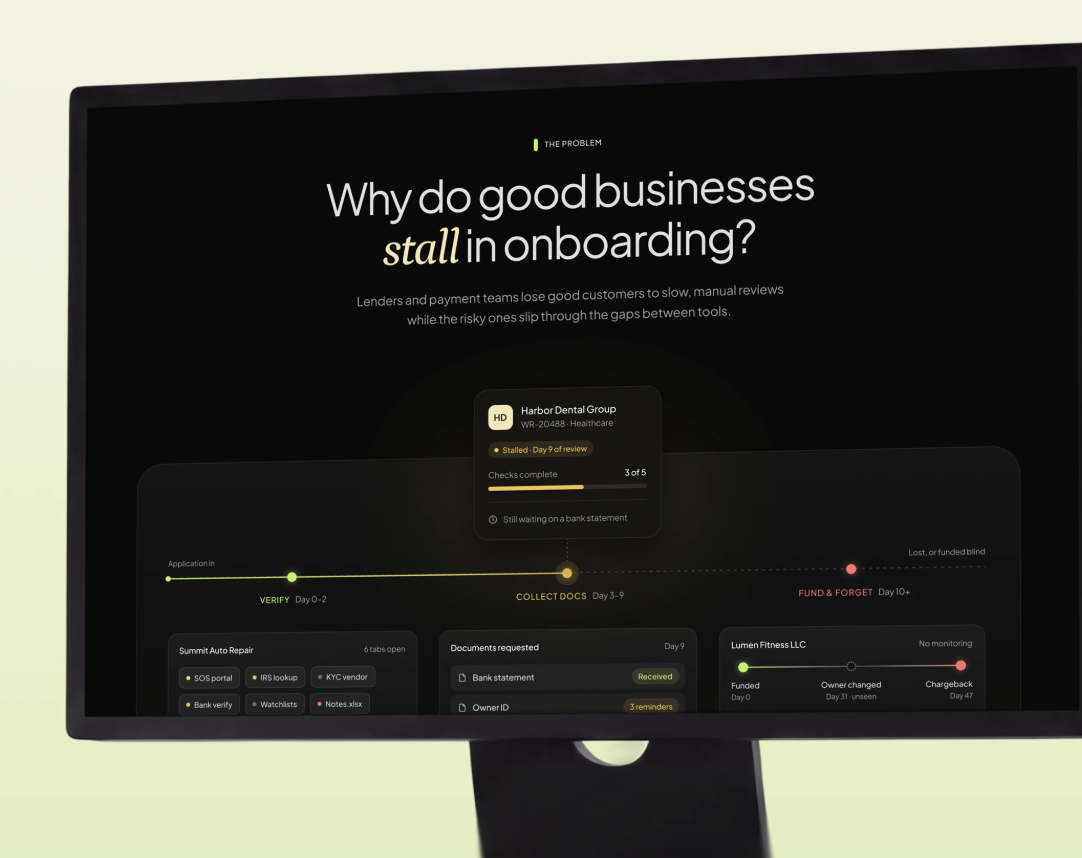 THE PROBLEM
Why do good businesses
stall in onboarding?
Lenders and payment teams lose good customers to slow, manual reviews
while the risky ones slip through the gaps between tools.
HD
Harbor Dental Group
WR-20488 · Healthcare
Stalled · Day 9 of review
Checks complete 3 of 5
Still waiting on a bank statement
Application in
Lost, or funded blind
VERIFY Day 0–2
COLLECT DOCS Day 3–9
FUND & FORGET Day 10+
Summit Auto Repair 6 tabs open
SOS portal IRS lookup KYC vendor
Bank verify Watchlists Notes.xlsx
Documents requested Day 9
Bank statement Received
Owner ID 3 reminders
Lumen Fitness LLC No monitoring
Funded Owner changed Chargeback
Day 0 Day 31 · unseen Day 47